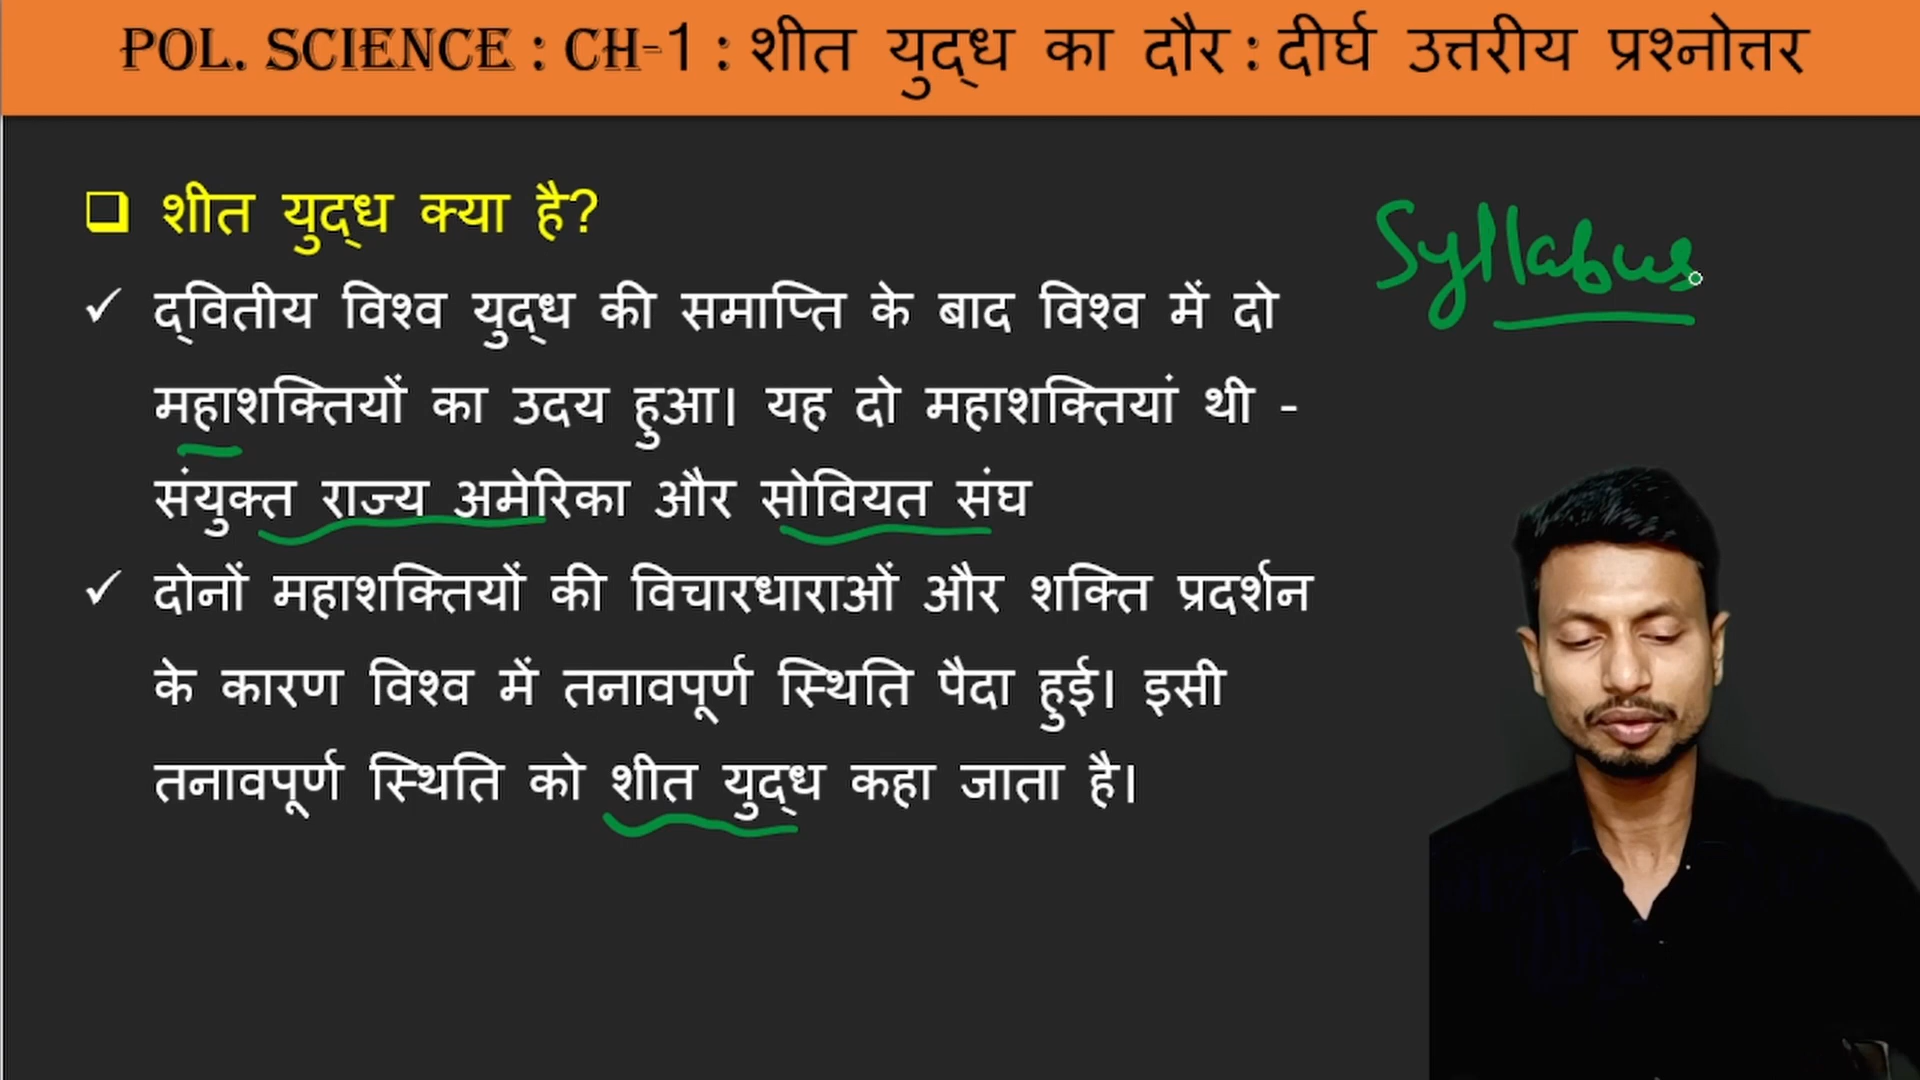 POL. SCIENCE : CH-1 : शीत युद्ध का दौर : दीर्घ उत्तरीय प्रश्नोत्तर
शीत युद्ध क्या है?
Syllabus
द्वितीय विश्व युद्ध की समाप्ति के बाद विश्व में दो
महाशक्तियों का उदय हुआ। यह दो महाशक्तियां थी -
संयुक्त राज्य अमेरिका और सोवियत संघ
दोनों महाशक्तियों की विचारधाराओं और शक्ति प्रदर्शन
के कारण विश्व में तनावपूर्ण स्थिति पैदा हुई। इसी
तनावपूर्ण स्थिति को शीत युद्ध कहा जाता है।